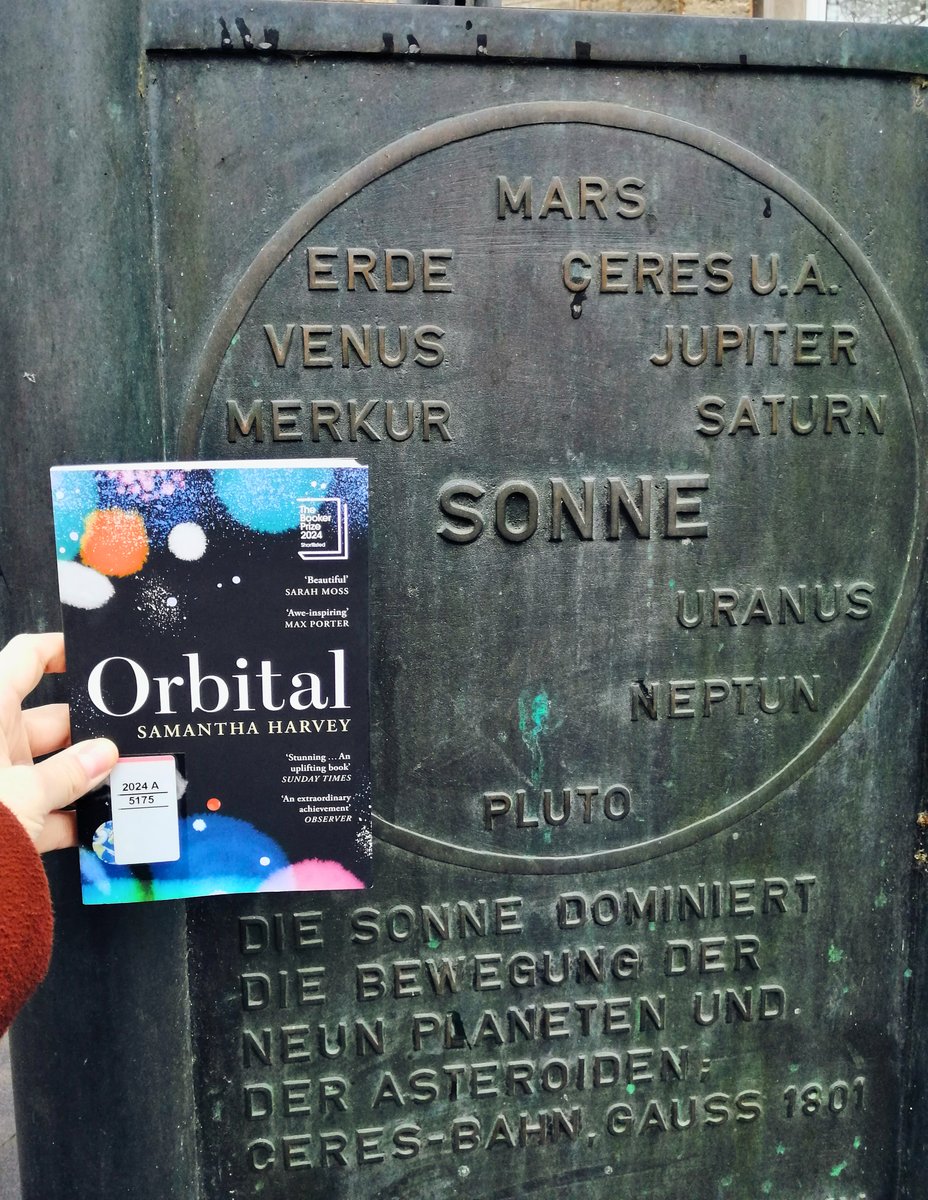 MARS
ERDE
CERES U.A.
VENUS
JUPITER
MERKUR
SATURN
SONNE
URANUS
NEPTUN
PLUTO
DIE SONNE DOMINIERT
DIE BEWEGUNG DER
NEUN PLANETEN UND
DER ASTEROIDEN;
CERES-BAHN, GAUSS 1801
The
Booker
Prize
2024
Shortlisted
‘Beautiful’
SARAH MOSS
‘Awe-inspiring’
MAX PORTER
Orbital
SAMANTHA HARVEY
‘Stunning ... An
uplifting book’
SUNDAY TIMES
‘An extraordinary
achievement’
OBSERVER
2024 A
5175